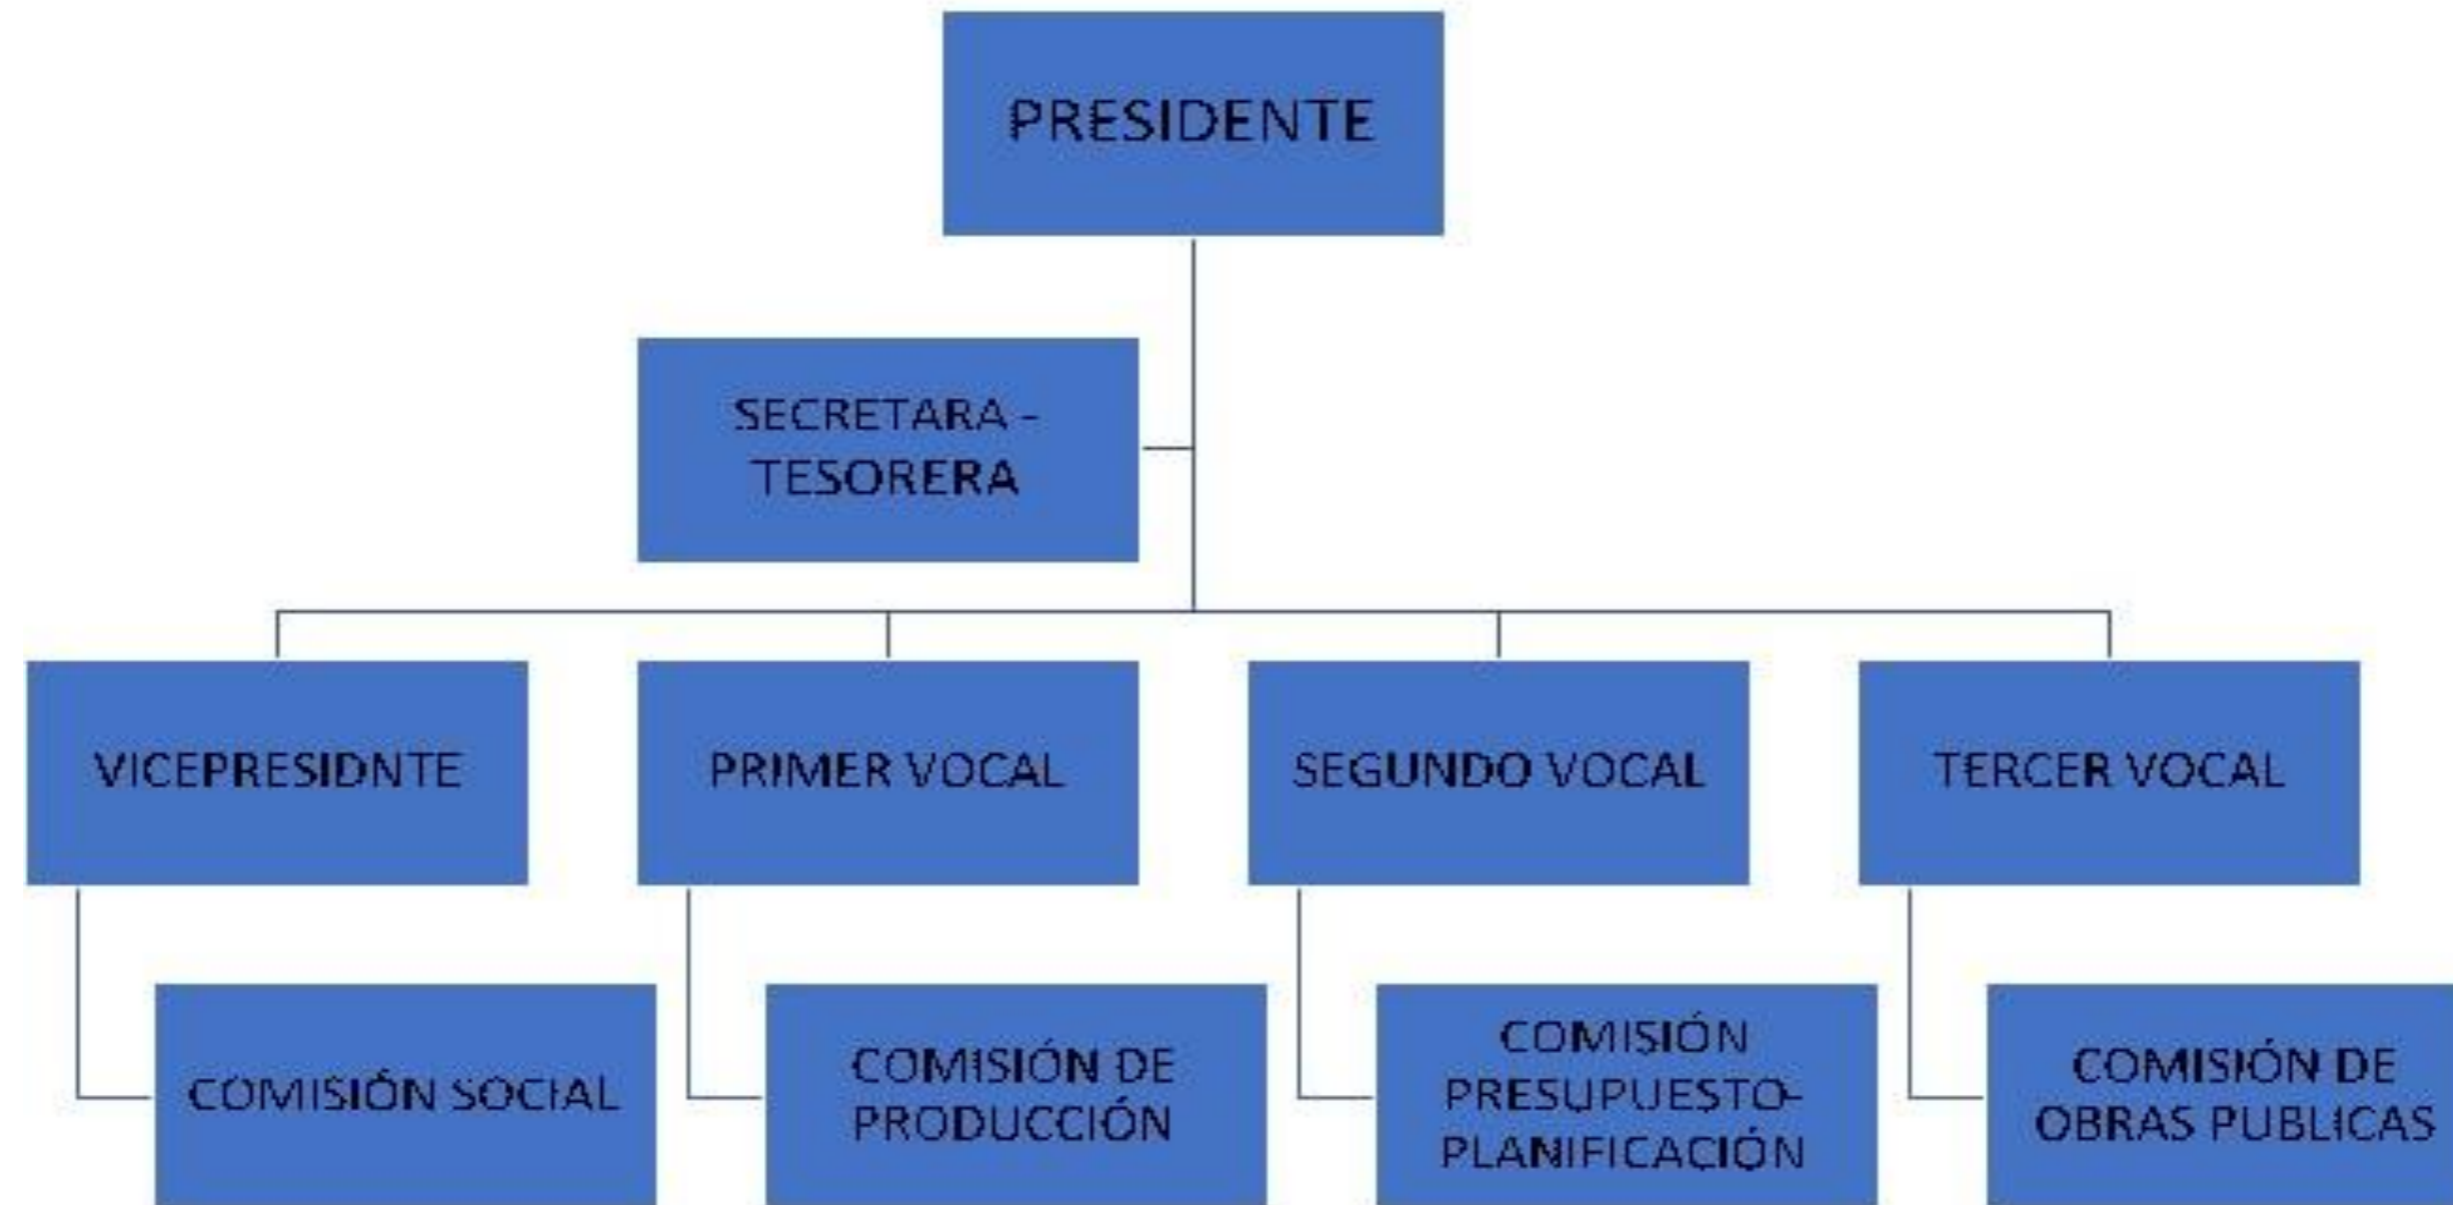 PRESIDENTE
SECRETARA -
TESORERA
VICEPRESIDNTE
PRIMER VOCAL
SEGUNDO VOCAL
TERCER VOCAL
COMISIÓN SOCIAL
COMISIÓN DE
PRODUCCIÓN
COMISIÓN
PRESUPUESTO-
PLANIFICACIÓN
COMISIÓN DE
OBRAS PUBLICAS